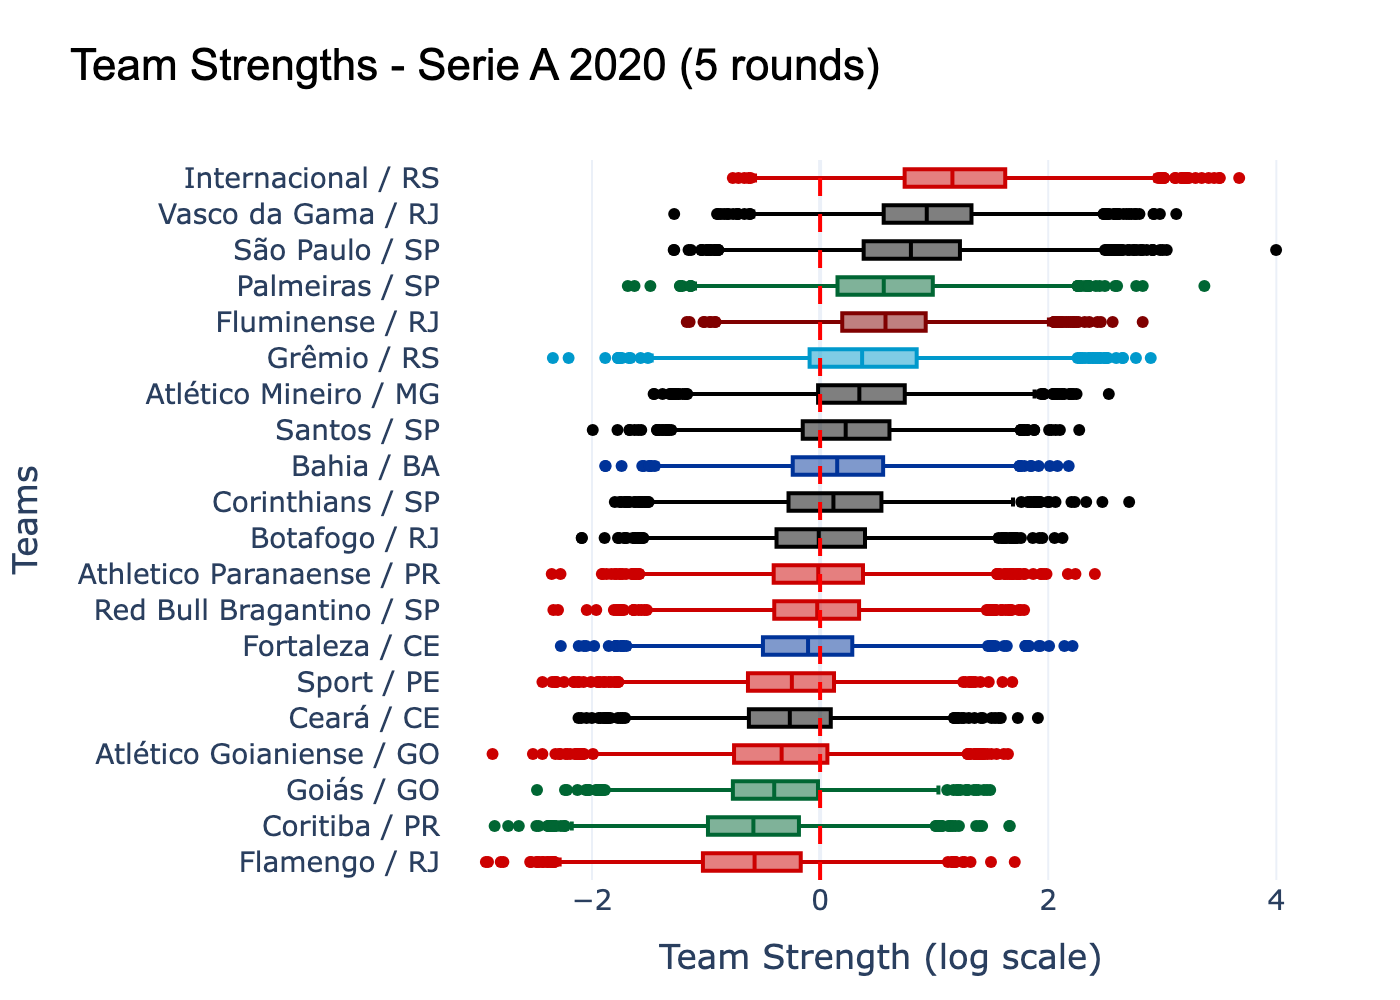 Team Strengths - Serie A 2020 (5 rounds)
Internacional / RS
Vasco da Gama / RJ
São Paulo / SP
Palmeiras / SP
Fluminense / RJ
Grêmio / RS
Atlético Mineiro / MG
Santos / SP
Bahia / BA
Corinthians / SP
Botafogo / RJ
Athletico Paranaense / PR
Red Bull Bragantino / SP
Fortaleza / CE
Sport / PE
Ceará / CE
Atlético Goianiense / GO
Goiás / GO
Coritiba / PR
Flamengo / RJ
Teams
−2 0 2 4
Team Strength (log scale)